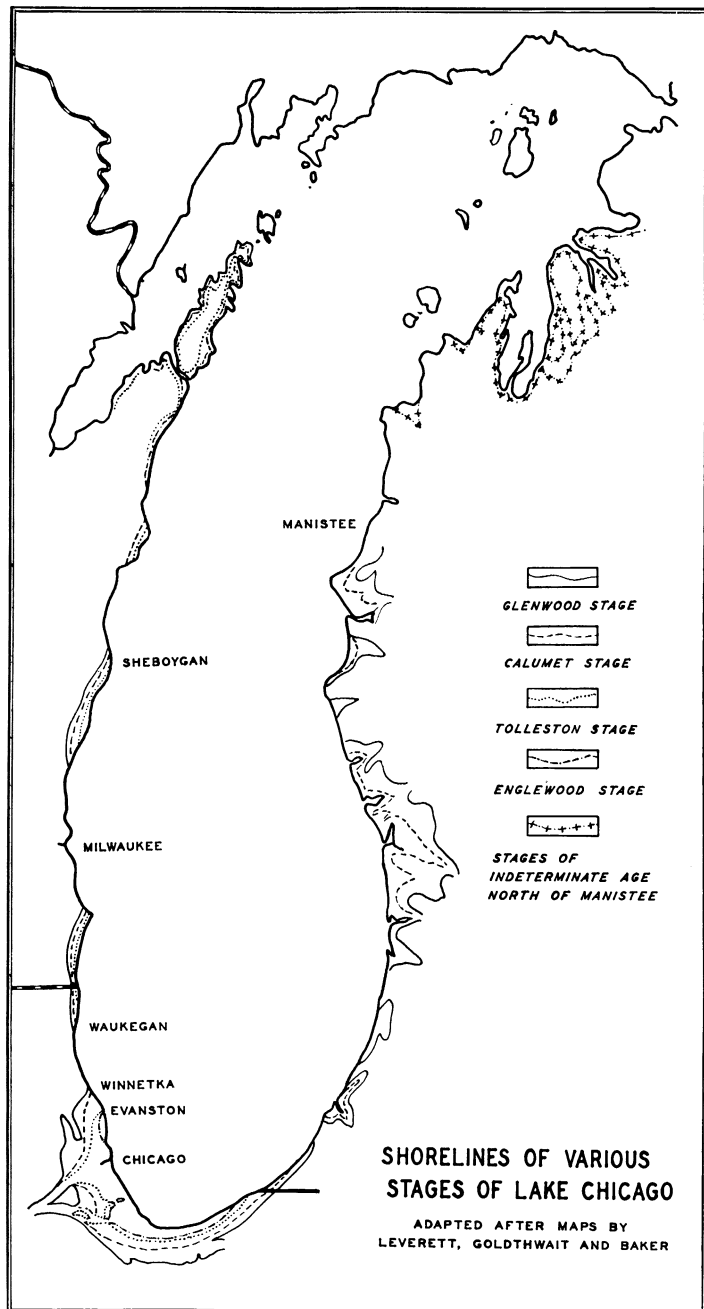 MANISTEE
GLENWOOD STAGE
SHEBOYGAN
CALUMET STAGE
TOLLESTON STAGE
ENGLEWOOD STAGE
MILWAUKEE
STAGES OF
INDETERMINATE AGE
NORTH OF MANISTEE
WAUKEGAN
WINNETKA
EVANSTON
CHICAGO
SHORELINES OF VARIOUS
STAGES OF LAKE CHICAGO
ADAPTED AFTER MAPS BY
LEVERETT, GOLDTHWAIT AND BAKER